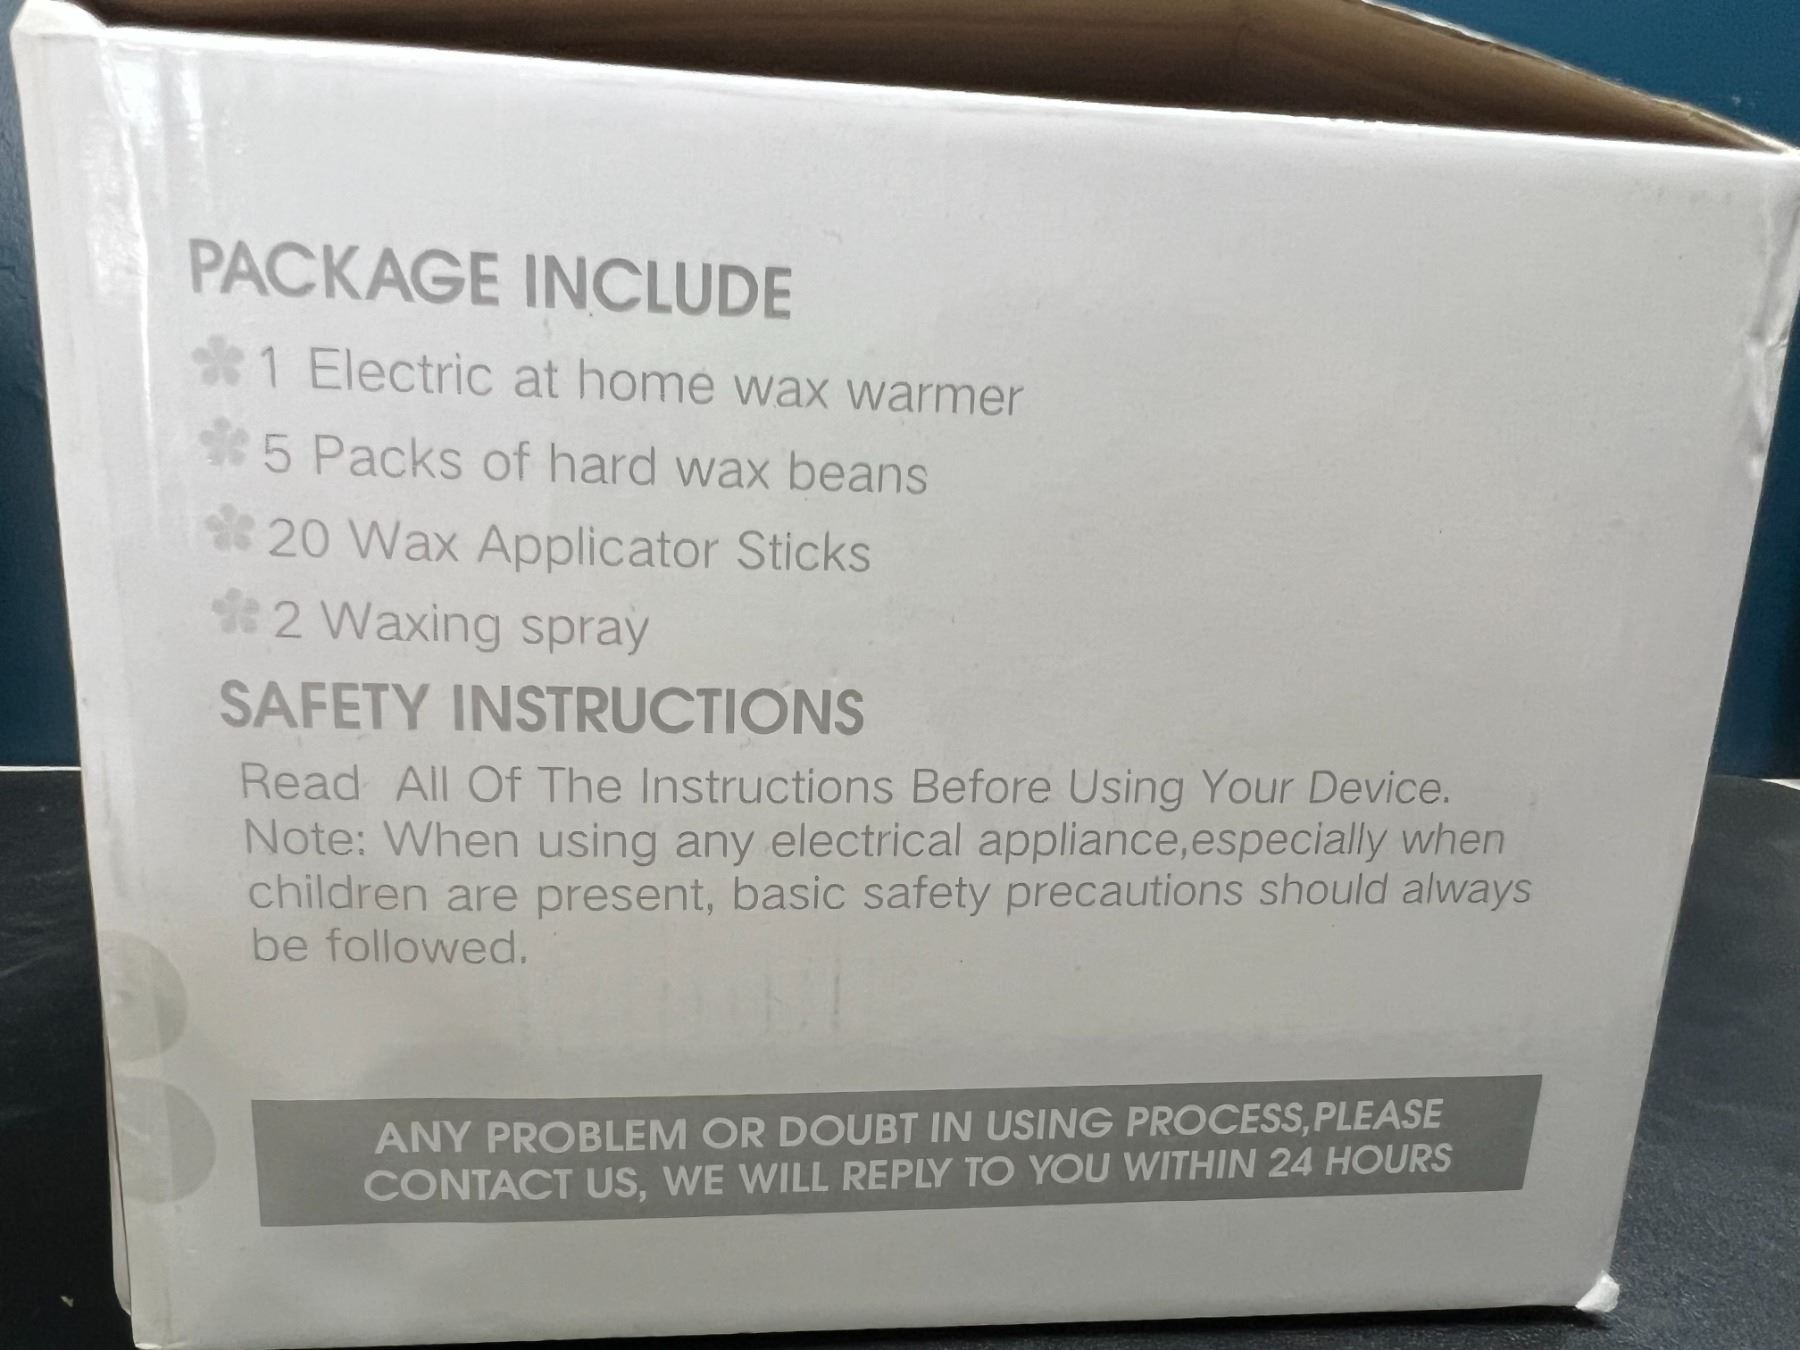 PACKAGE INCLUDE
1 Electric at home wax warmer
5 Packs of hard wax beans
20 Wax Applicator Sticks
2 Waxing spray
SAFETY INSTRUCTIONS
Read All Of The Instructions Before Using Your Device.
Note: When using any electrical appliance,especially when
children are present, basic safety precautions should always
be followed.
ANY PROBLEM OR DOUBT IN USING PROCESS,PLEASE
CONTACT US, WE WILL REPLY TO YOU WITHIN 24 HOURS